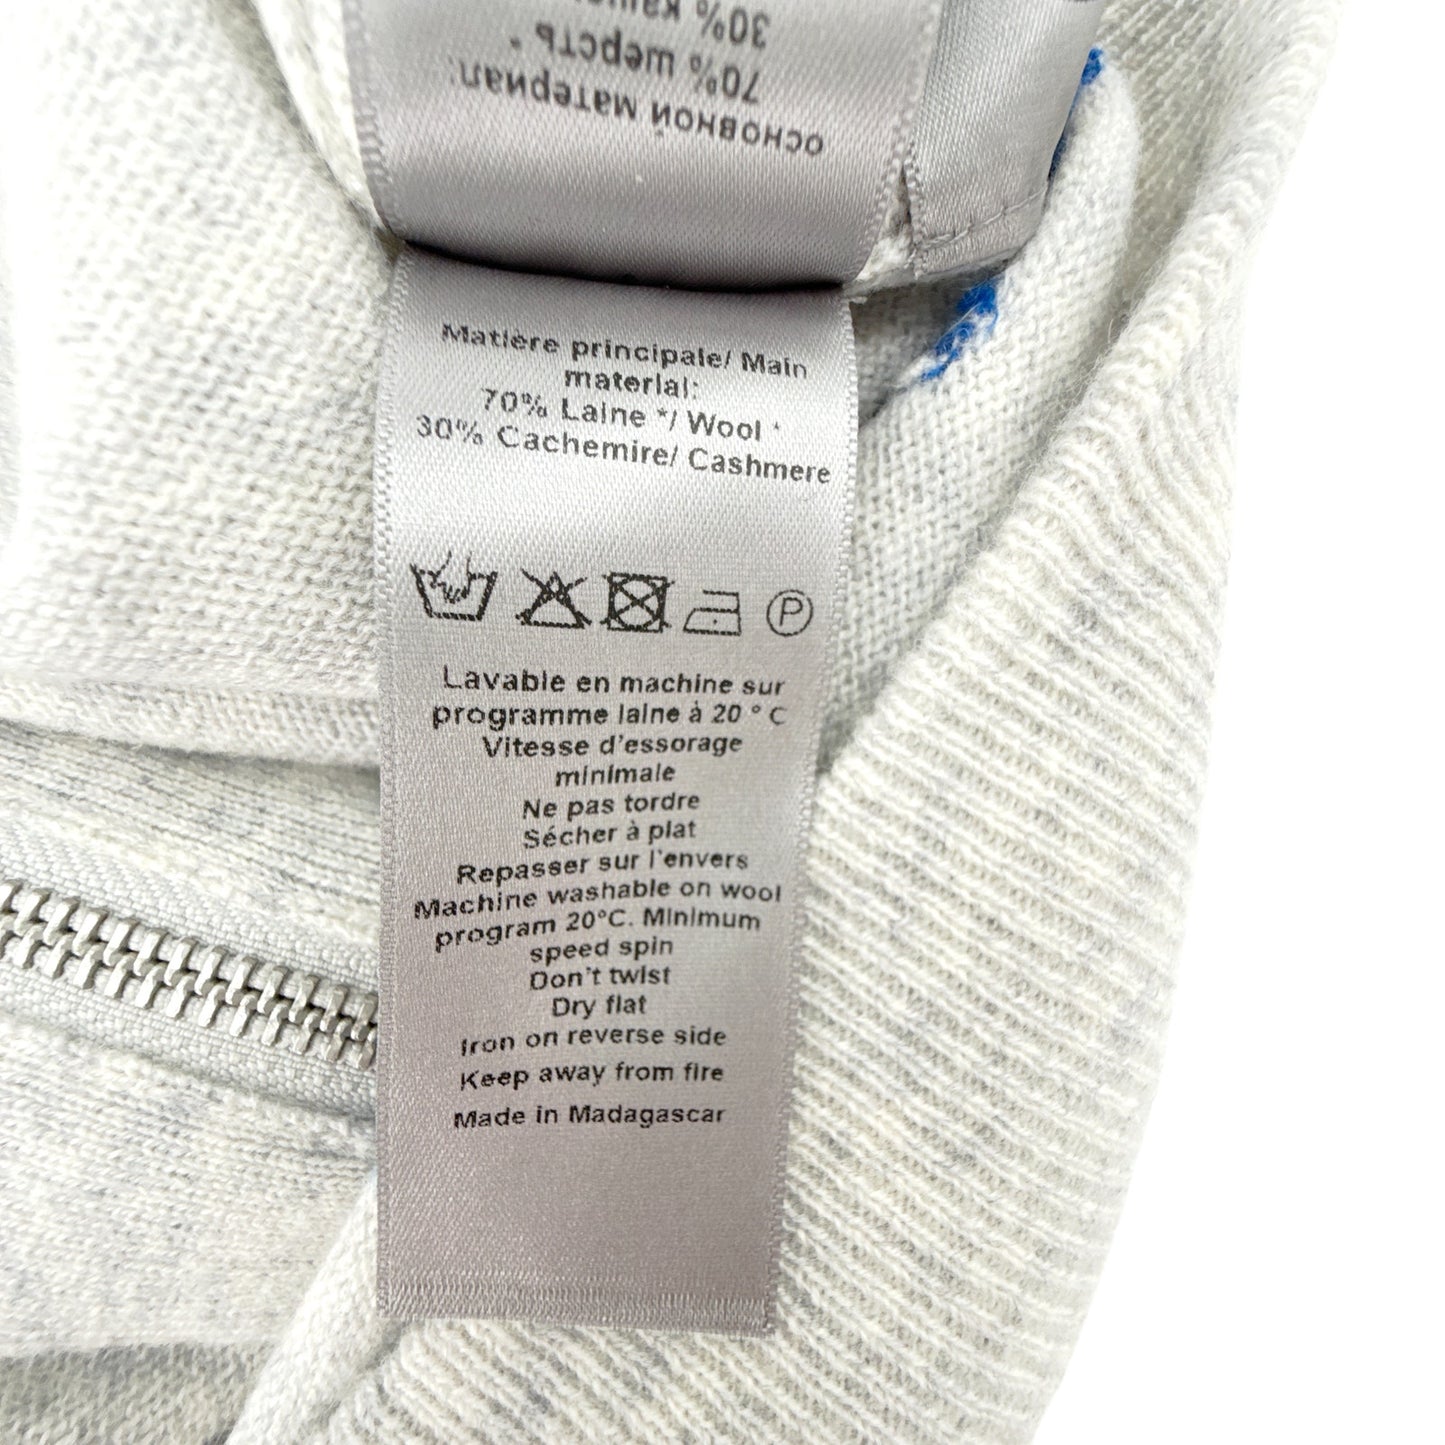 основной материал:
70% шерсть *
30%
Matière principale/ Main
material:
70% Laine */ Wool *
30% Cachemire/ Cashmere
P
Lavable en machine sur
programme laine à 20 ° C
Vitesse d'essorage
minimale
Ne pas tordre
Sécher à plat
Repasser sur l'envers
Machine washable on wool
program 20°C. Minimum
speed spin
Don't twist
Dry flat
Iron on reverse side
Keep away from fire
Made in Madagascar